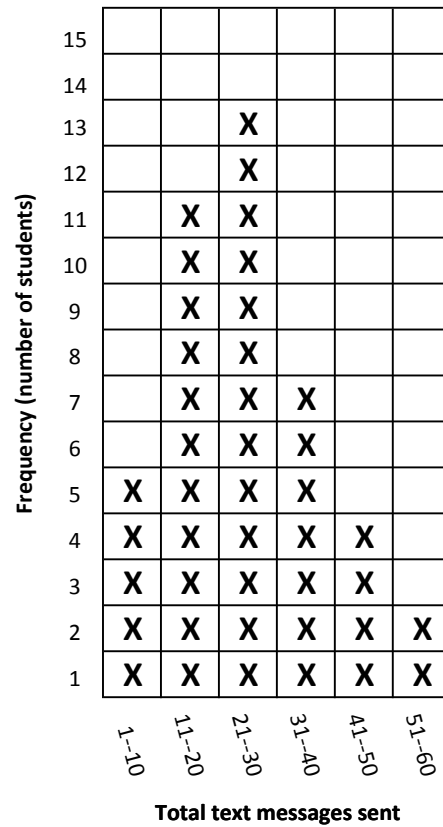 15
14
13 X
12 X
11 X X
10 X X
9 X X
8 X X
7 X X X
6 X X X
5 X X X X
4 X X X X X
3 X X X X X
2 X X X X X X
1 X X X X X X
Frequency (number of students)
1--10 11--20 21--30 31--40 41--50 51--60
Total text messages sent